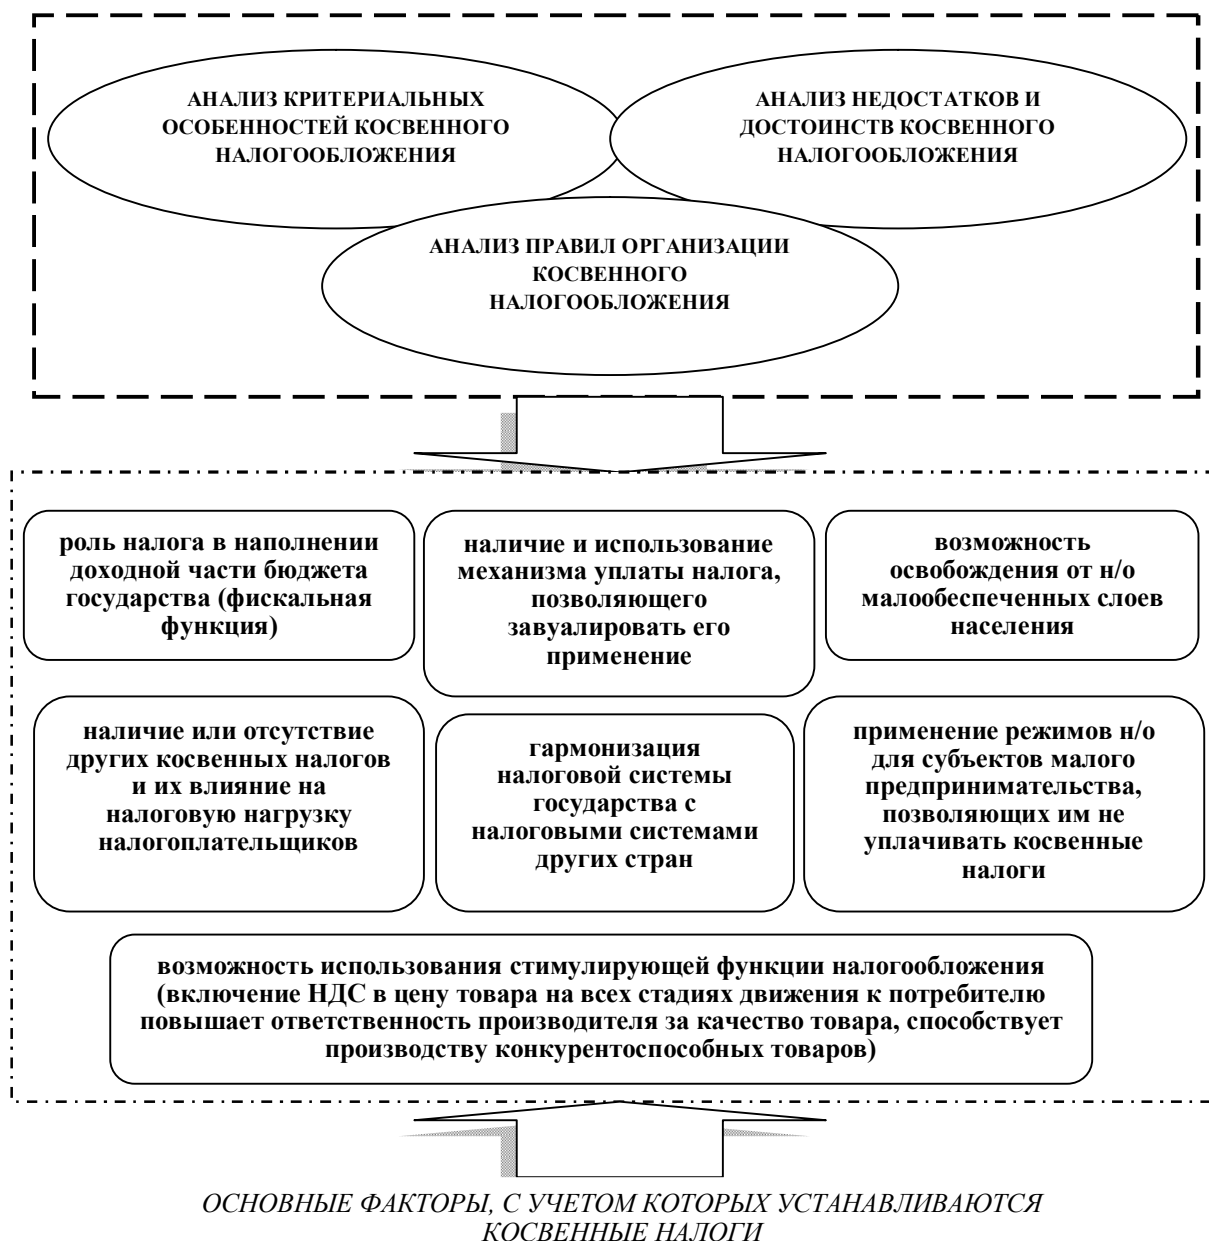 АНАЛИЗ КРИТЕРИАЛЬНЫХ
ОСОБЕННОСТЕЙ КОСВЕННОГО
НАЛОГООБЛОЖЕНИЯ
АНАЛИЗ НЕДОСТАТКОВ И
ДОСТОИНСТВ КОСВЕННОГО
НАЛОГООБЛОЖЕНИЯ
АНАЛИЗ ПРАВИЛ ОРГАНИЗАЦИИ
КОСВЕННОГО
НАЛОГООБЛОЖЕНИЯ
роль налога в наполнении
доходной части бюджета
государства (фискальная
функция)
наличие и использование
механизма уплаты налога,
позволяющего
завуалировать его
применение
возможность
освобождения от н/о
малообеспеченных слоев
населения
наличие или отсутствие
других косвенных налогов
и их влияние на
налоговую нагрузку
налогоплательщиков
гармонизация
налоговой системы
государства с
налоговыми системами
других стран
применение режимов н/о
для субъектов малого
предпринимательства,
позволяющих им не
уплачивать косвенные
налоги
возможность использования стимулирующей функции налогообложения
(включение НДС в цену товара на всех стадиях движения к потребителю
повышает ответственность производителя за качество товара, способствует
производству конкурентоспособных товаров)
ОСНОВНЫЕ ФАКТОРЫ, С УЧЕТОМ КОТОРЫХ УСТАНАВЛИВАЮТСЯ
КОСВЕННЫЕ НАЛОГИ